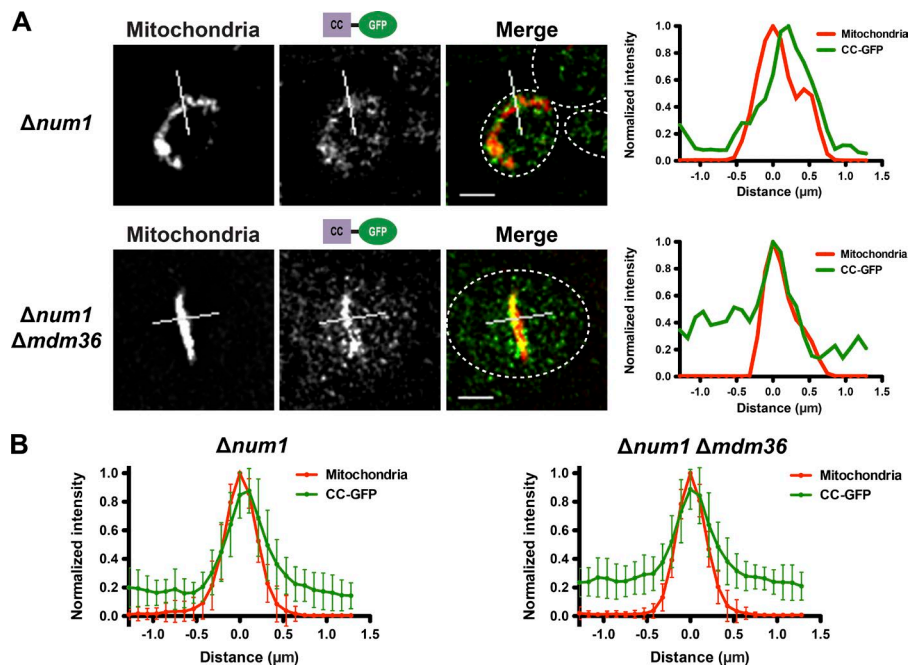 A
Mitochondria
CC GFP
Merge
Δnum1
Normalized intensity
1.0
0.8
0.6
0.4
0.2
0.0
-1.0 -0.5 0.0 0.5 1.0 1.5
Distance (µm)
Mitochondria
CC-GFP
Mitochondria
CC GFP
Merge
Δnum1
Δmdm36
Normalized intensity
1.0
0.8
0.6
0.4
0.2
0.0
-1.0 -0.5 0.0 0.5 1.0 1.5
Distance (µm)
Mitochondria
CC-GFP
B
Δnum1
Normalized intensity
1.0
0.8
0.6
0.4
0.2
0.0
-1.0 -0.5 0.0 0.5 1.0 1.5
Distance (µm)
Mitochondria
CC-GFP
Δnum1 Δmdm36
Normalized intensity
1.0
0.8
0.6
0.4
0.2
0.0
-1.0 -0.5 0.0 0.5 1.0 1.5
Distance (µm)
Mitochondria
CC-GFP